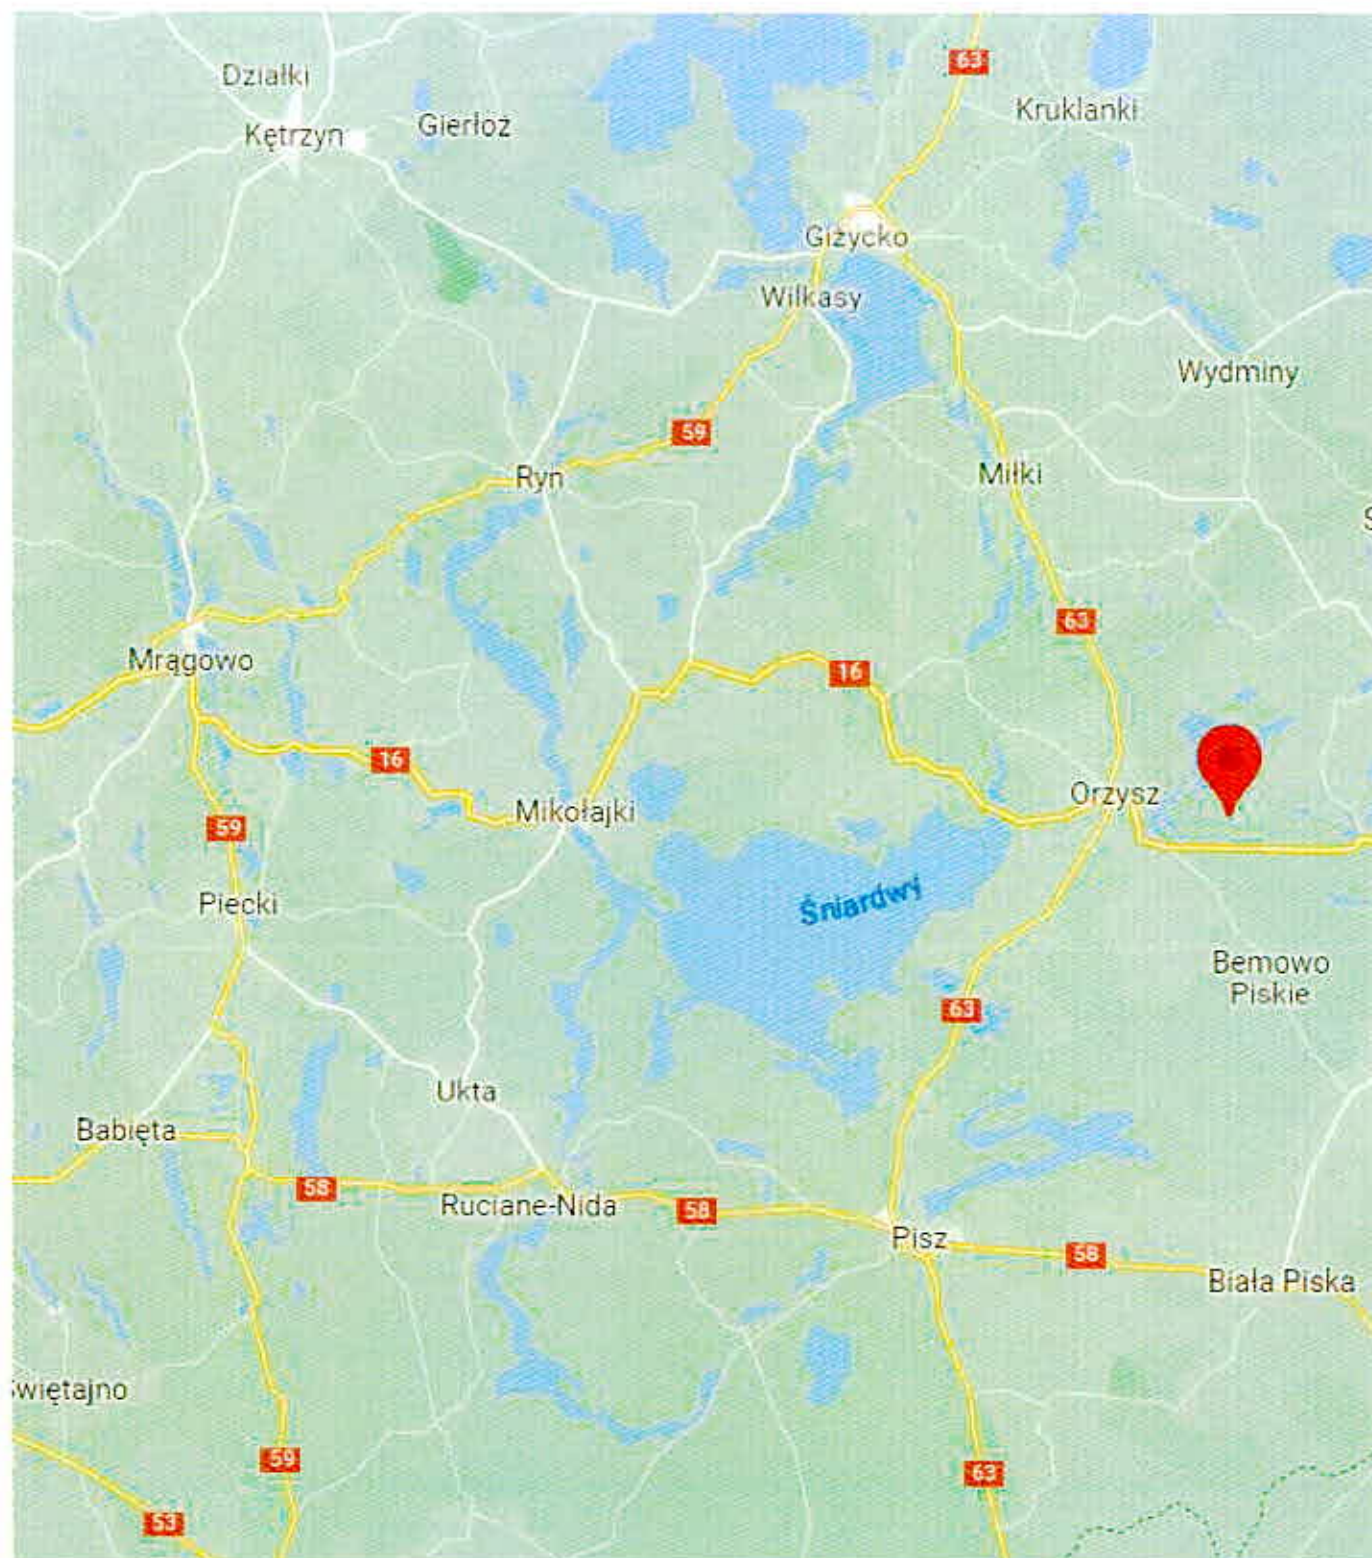 63
Działki
Kruklanki
Gierłoż
Kętrzyn
Giżycko
Wilkasy
Wydminy
59
Ryn
Miłki
S
63
Mrągowo
16
16
Orzysz
Mikołajki
59
Śniardwy
Piecki
Bemowo
Piskie
63
Ukta
Babięta
58
Ruciane-Nida
58
Pisz
58
Biała Piska
Świętajno
59
63
53